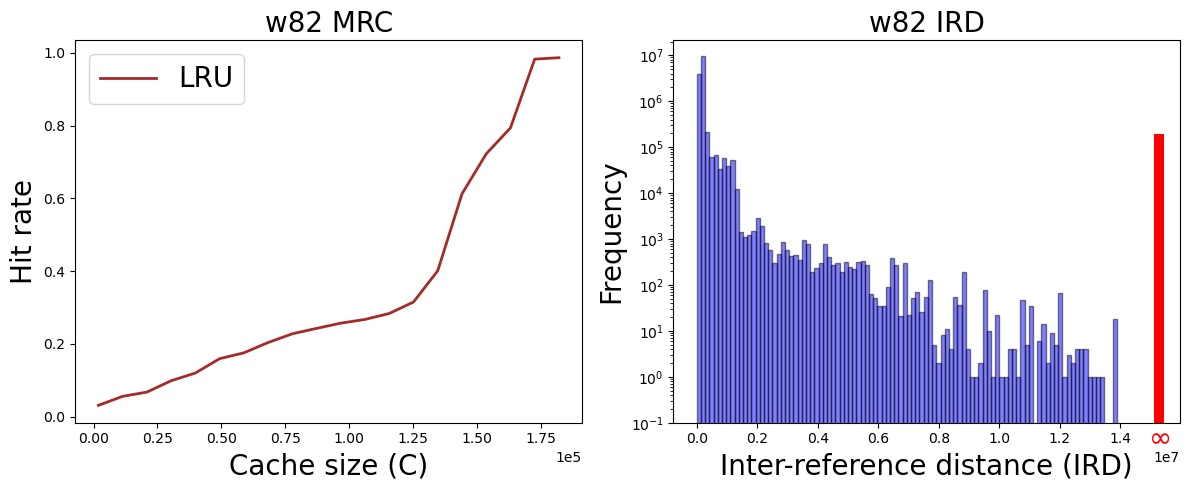 w82 MRC
LRU
Hit rate
1.0
0.8
0.6
0.4
0.2
0.0
0.00 0.25 0.50 0.75 1.00 1.25 1.50 1.75
1e5
Cache size (C)
w82 IRD
Frequency
10⁷
10⁶
10⁵
10⁴
10³
10²
10¹
10⁰
10⁻¹
0.0 0.2 0.4 0.6 0.8 1.0 1.2 1.4 ∞
1e7
Inter-reference distance (IRD)